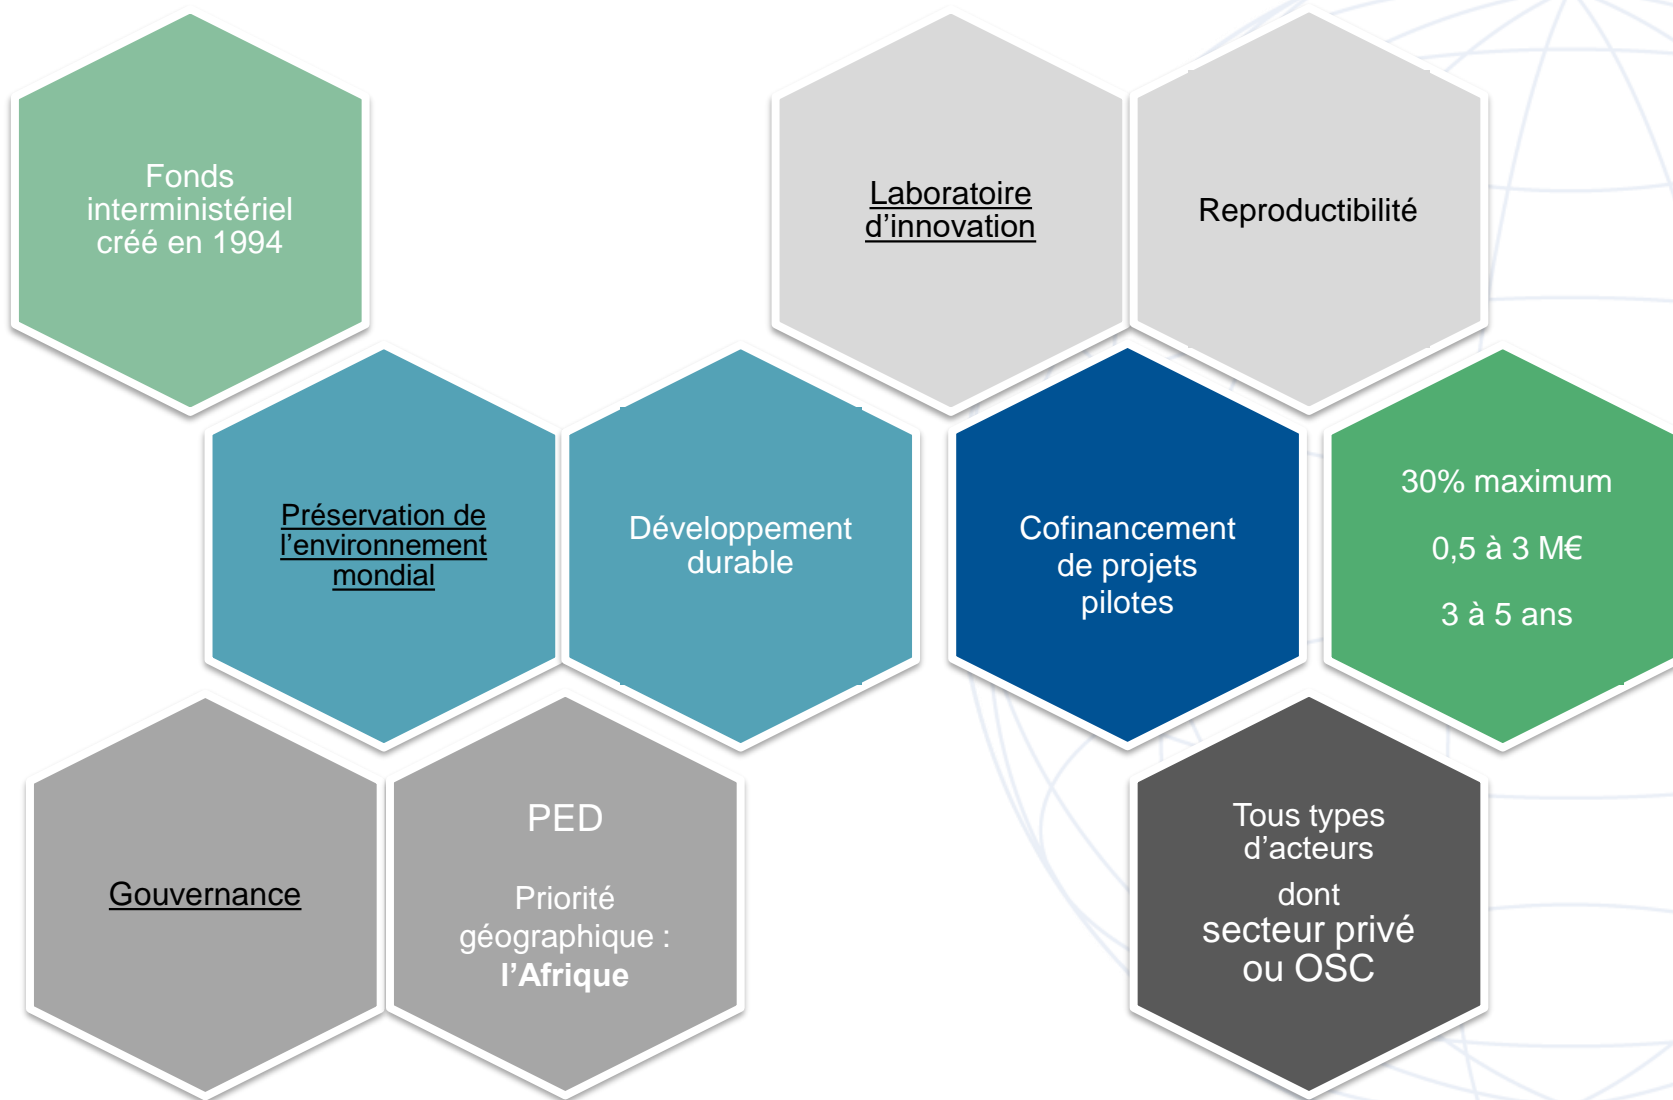 Fonds
interministériel
créé en 1994
Laboratoire
d’innovation
Reproductibilité
Préservation de
l’environnement
mondial
Développement
durable
Cofinancement
de projets
pilotes
30% maximum
0,5 à 3 M€
3 à 5 ans
Gouvernance
PED
Priorité
géographique :
l’Afrique
Tous types
d’acteurs
dont
secteur privé
ou OSC